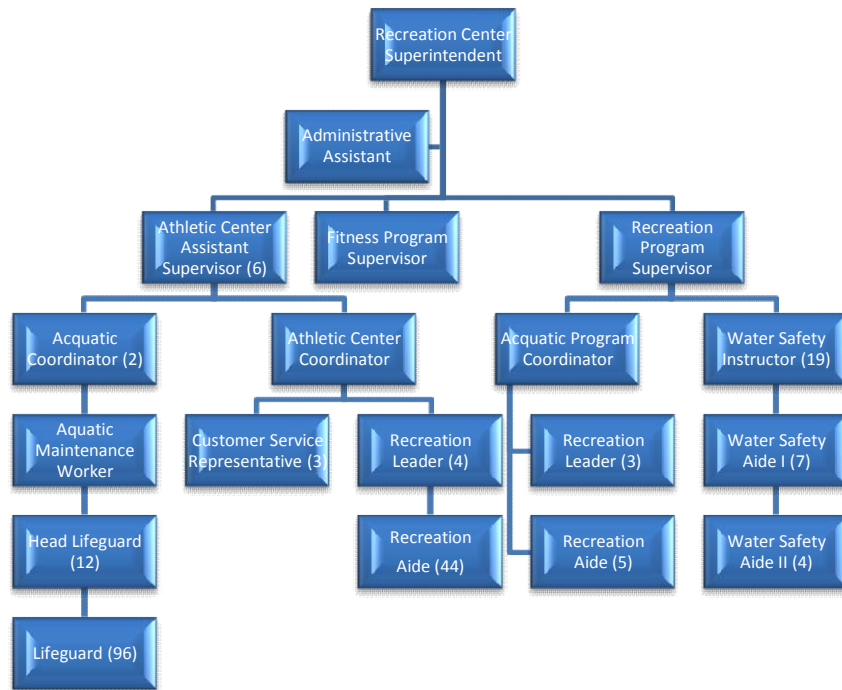 Recreation Center
Superintendent
Administrative
Assistant
Athletic Center
Assistant
Supervisor (6)
Fitness Program
Supervisor
Recreation
Program
Supervisor
Acquatic
Coordinator (2)
Athletic Center
Coordinator
Acquatic Program
Coordinator
Water Safety
Instructor (19)
Aquatic
Maintenance
Worker
Customer Service
Representative (3)
Recreation
Leader (4)
Recreation
Leader (3)
Water Safety
Aide I (7)
Head Lifeguard
(12)
Recreation
Aide (44)
Recreation
Aide (5)
Water Safety
Aide II (4)
Lifeguard (96)